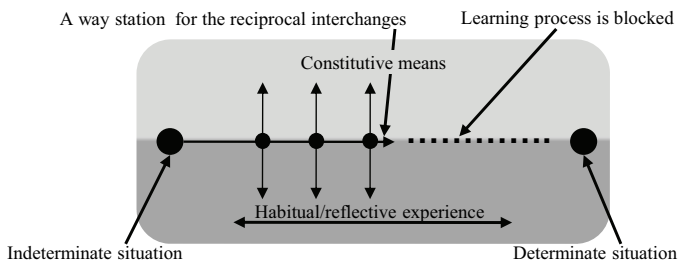 A way station for the reciprocal interchanges
Learning process is blocked
Constitutive means
Habitual/reflective experience
Indeterminate situation
Determinate situation